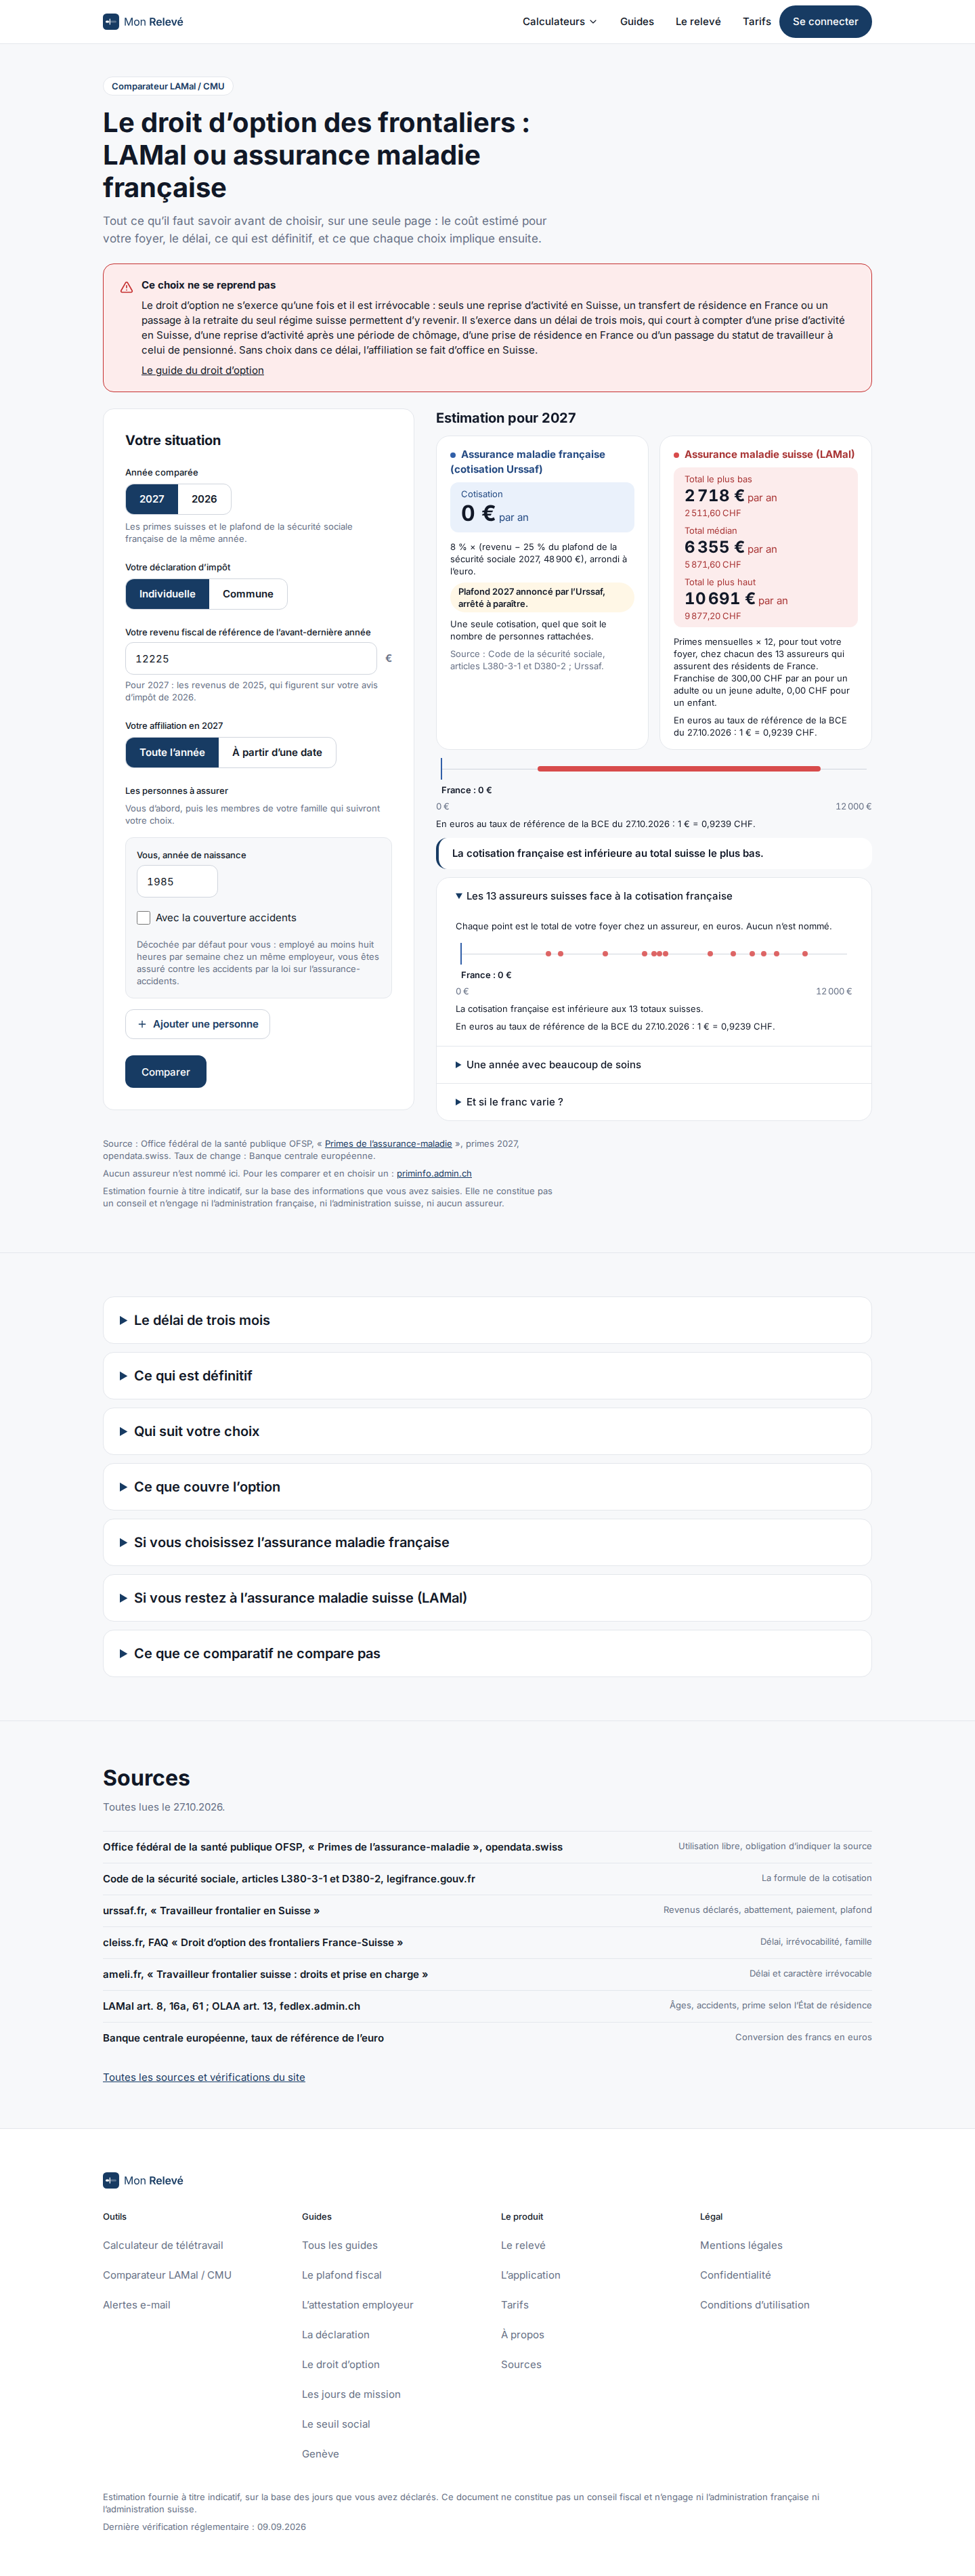 Mon Relevé
Calculateurs
Guides
Le relevé
Tarifs
Se connecter
Comparateur LAMal / CMU
Le droit d’option des frontaliers :
LAMal ou assurance maladie
française
Tout ce qu’il faut savoir avant de choisir, sur une seule page : le coût estimé pour
votre foyer, le délai, ce qui est définitif, et ce que chaque choix implique ensuite.
Ce choix ne se reprend pas
Le droit d’option ne s’exerce qu’une fois et il est irrévocable : seuls une reprise d’activité en Suisse, un transfert de résidence en France ou un
passage à la retraite du seul régime suisse permettent d’y revenir. Il s’exerce dans un délai de trois mois, qui court à compter d’une prise d’activité
en Suisse, d’une reprise d’activité après une période de chômage, d’une prise de résidence en France ou d’un passage du statut de travailleur à
celui de pensionné. Sans choix dans ce délai, l’affiliation se fait d’office en Suisse.
Le guide du droit d’option
Votre situation
Année comparée
2027
2026
Les primes suisses et le plafond de la sécurité sociale
française de la même année.
Votre déclaration d’impôt
Individuelle
Commune
Votre revenu fiscal de référence de l’avant-dernière année
12225
€
Pour 2027 : les revenus de 2025, qui figurent sur votre avis
d’impôt de 2026.
Votre affiliation en 2027
Toute l’année
À partir d’une date
Les personnes à assurer
Vous d’abord, puis les membres de votre famille qui suivront
votre choix.
Vous, année de naissance
1985
Avec la couverture accidents
Décochée par défaut pour vous : employé au moins huit
heures par semaine chez un même employeur, vous êtes
assuré contre les accidents par la loi sur l’assurance-
accidents.
Ajouter une personne
Comparer
Estimation pour 2027
Assurance maladie française
(cotisation Urssaf)
Cotisation
0 € par an
8 % × (revenu − 25 % du plafond de la
sécurité sociale 2027, 48 900 €), arrondi à
l’euro.
Plafond 2027 annoncé par l’Urssaf,
arrêté à paraître.
Une seule cotisation, quel que soit le
nombre de personnes rattachées.
Source : Code de la sécurité sociale,
articles L380-3-1 et D380-2 ; Urssaf.
Assurance maladie suisse (LAMal)
Total le plus bas
2 718 € par an
2 511,60 CHF
Total médian
6 355 € par an
5 871,60 CHF
Total le plus haut
10 691 € par an
9 877,20 CHF
Primes mensuelles × 12, pour tout votre
foyer, chez chacun des 13 assureurs qui
assurent des résidents de France.
Franchise de 300,00 CHF par an pour un
adulte ou un jeune adulte, 0,00 CHF pour
un enfant.
En euros au taux de référence de la BCE
du 27.10.2026 : 1 € = 0,9239 CHF.
France : 0 €
0 €
12 000 €
En euros au taux de référence de la BCE du 27.10.2026 : 1 € = 0,9239 CHF.
La cotisation française est inférieure au total suisse le plus bas.
Les 13 assureurs suisses face à la cotisation française
Chaque point est le total de votre foyer chez un assureur, en euros. Aucun n’est nommé.
France : 0 €
0 €
12 000 €
La cotisation française est inférieure aux 13 totaux suisses.
En euros au taux de référence de la BCE du 27.10.2026 : 1 € = 0,9239 CHF.
Une année avec beaucoup de soins
Et si le franc varie ?
Source : Office fédéral de la santé publique OFSP, « Primes de l’assurance-maladie », primes 2027,
opendata.swiss. Taux de change : Banque centrale européenne.
Aucun assureur n’est nommé ici. Pour les comparer et en choisir un : priminfo.admin.ch
Estimation fournie à titre indicatif, sur la base des informations que vous avez saisies. Elle ne constitue pas
un conseil et n’engage ni l’administration française, ni l’administration suisse, ni aucun assureur.
Le délai de trois mois
Ce qui est définitif
Qui suit votre choix
Ce que couvre l’option
Si vous choisissez l’assurance maladie française
Si vous restez à l’assurance maladie suisse (LAMal)
Ce que ce comparatif ne compare pas
Sources
Toutes lues le 27.10.2026.
Office fédéral de la santé publique OFSP, « Primes de l’assurance-maladie », opendata.swiss
Utilisation libre, obligation d’indiquer la source
Code de la sécurité sociale, articles L380-3-1 et D380-2, legifrance.gouv.fr
La formule de la cotisation
urssaf.fr, « Travailleur frontalier en Suisse »
Revenus déclarés, abattement, paiement, plafond
cleiss.fr, FAQ « Droit d’option des frontaliers France-Suisse »
Délai, irrévocabilité, famille
ameli.fr, « Travailleur frontalier suisse : droits et prise en charge »
Délai et caractère irrévocable
LAMal art. 8, 16a, 61 ; OLAA art. 13, fedlex.admin.ch
Âges, accidents, prime selon l’État de résidence
Banque centrale européenne, taux de référence de l’euro
Conversion des francs en euros
Toutes les sources et vérifications du site
Mon Relevé
Outils
Calculateur de télétravail
Comparateur LAMal / CMU
Alertes e-mail
Guides
Tous les guides
Le plafond fiscal
L’attestation employeur
La déclaration
Le droit d’option
Les jours de mission
Le seuil social
Genève
Le produit
Le relevé
L’application
Tarifs
À propos
Sources
Légal
Mentions légales
Confidentialité
Conditions d’utilisation
Estimation fournie à titre indicatif, sur la base des jours que vous avez déclarés. Ce document ne constitue pas un conseil fiscal et n’engage ni l’administration française ni
l’administration suisse.
Dernière vérification réglementaire : 09.09.2026